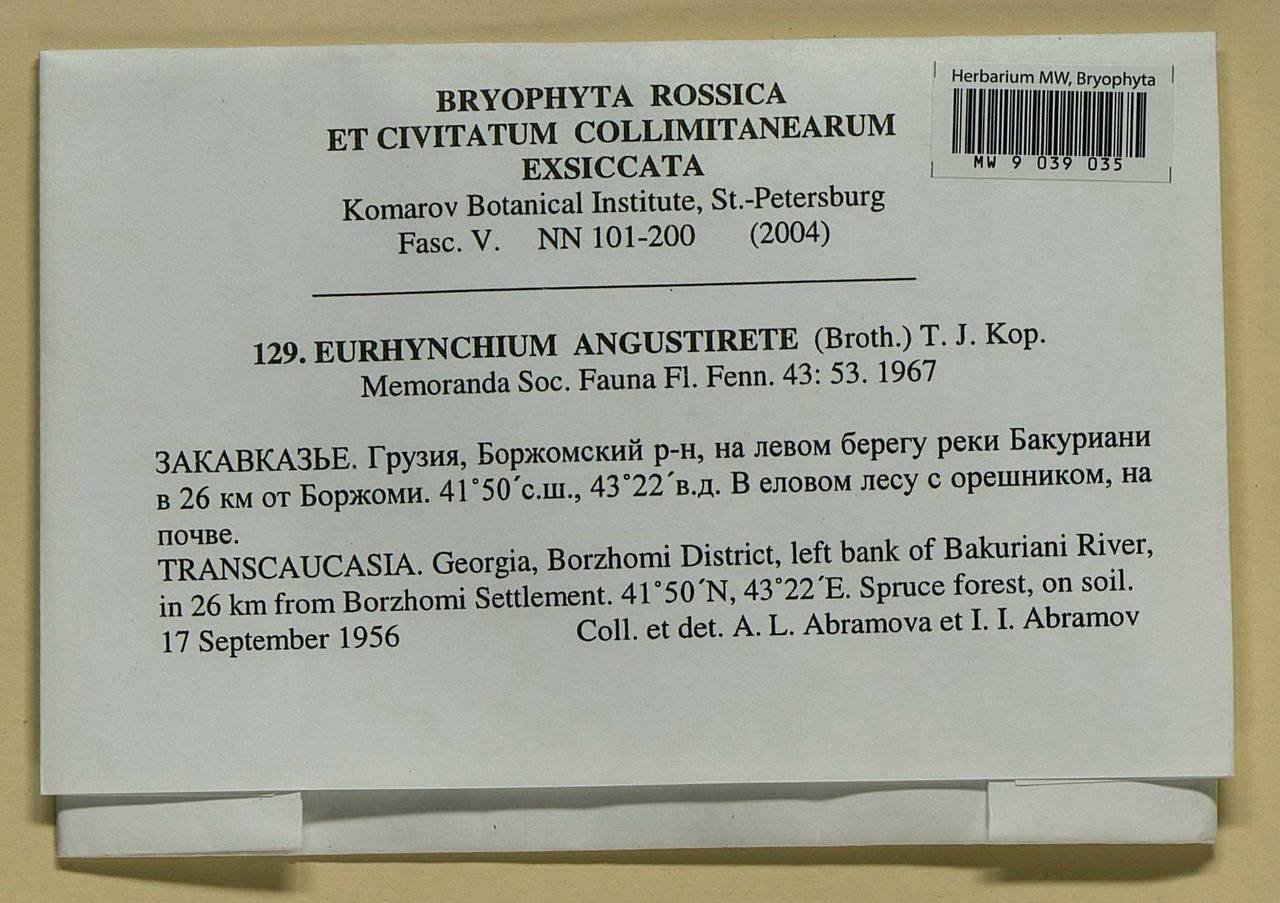 BRYOPHYTA ROSSICA
ET CIVITATUM COLLIMITANEARUM
EXSICCATA
Komarov Botanical Institute, St.-Petersburg
Fasc. V. NN 101-200 (2004)
Herbarium MW, Bryophyta
MW 9 039 035
129. EURHYNCHIUM ANGUSTIRETE (Broth.) T. J. Kop.
Memoranda Soc. Fauna Fl. Fenn. 43: 53. 1967
ЗАКАВКАЗЬЕ. Грузия, Боржомский р-н, на левом берегу реки Бакуриани
в 26 км от Боржоми. 41˚50´с.ш., 43˚22´в.д. В еловом лесу с орешником, на
почве.
TRANSCAUCASIA. Georgia, Borzhomi District, left bank of Bakuriani River,
in 26 km from Borzhomi Settlement. 41˚50´N, 43˚22´E. Spruce forest, on soil.
17 September 1956 Coll. et det. A. L. Abramova et I. I. Abramov